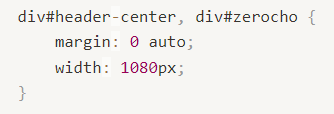 div#header-center, div#zerocho {
    margin: 0 auto;
    width: 1080px;
}